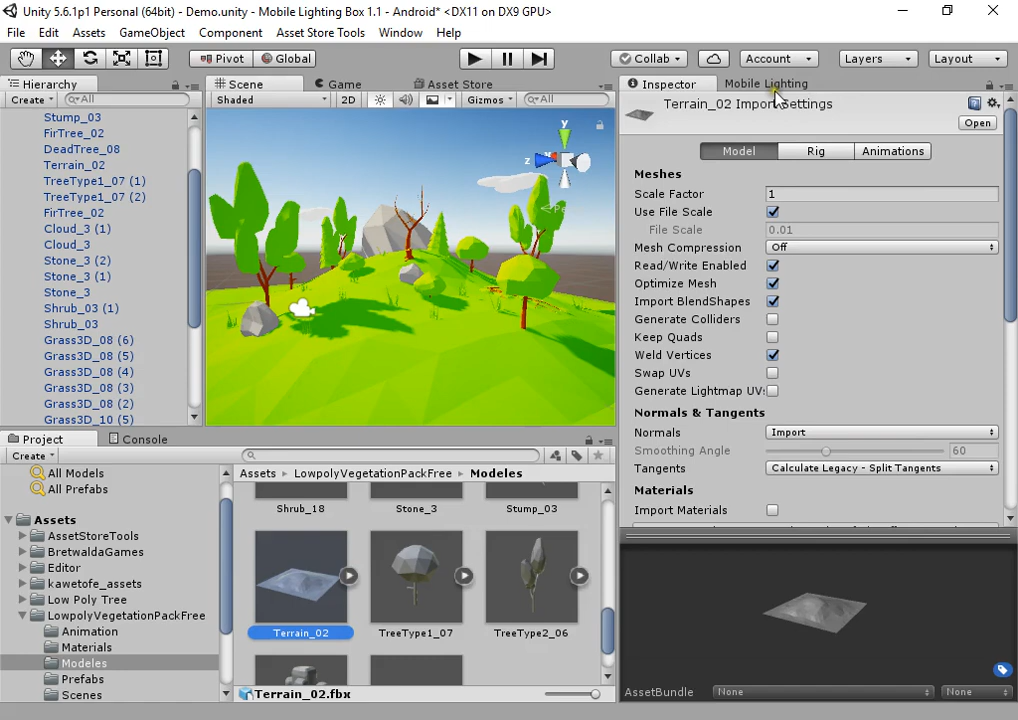 Unity 5.6.1p1 Personal (64bit) - Demo.unity - Mobile Lighting Box 1.1 - Android* <DX11 on DX9 GPU>
File Edit Assets GameObject Component Asset Store Tools Window Help
Pivot Global Collab Account Layers Layout
Hierarchy
Create All
Stump_03
FirTree_02
DeadTree_08
Terrain_02
TreeType1_07 (1)
TreeType1_07 (2)
FirTree_02
Cloud_3 (1)
Cloud_3
Stone_3 (2)
Stone_3 (1)
Stone_3
Shrub_03 (1)
Shrub_03
Grass3D_08 (6)
Grass3D_08 (5)
Grass3D_08 (4)
Grass3D_08 (3)
Grass3D_08 (2)
Grass3D_10 (5)
Scene Game Asset Store
Shaded 2D Gizmos All
y
x
z
Inspector Mobile Lighting
Terrain_02 Import Settings
Open
Model Rig Animations
Meshes
Scale Factor 1
Use File Scale
File Scale 0.01
Mesh Compression Off
Read/Write Enabled
Optimize Mesh
Import BlendShapes
Generate Colliders
Keep Quads
Weld Vertices
Swap UVs
Generate Lightmap UVs
Normals & Tangents
Normals Import
Smoothing Angle 60
Tangents Calculate Legacy - Split Tangents
Materials
Import Materials
AssetBundle None None
Project Console
Create
All Models
All Prefabs
Assets
AssetStoreTools
BretwaldaGames
Editor
kawetofe_assets
Low Poly Tree
LowpolyVegetationPackFree
Animation
Materials
Modeles
Prefabs
Scenes
Assets LowpolyVegetationPackFree Modeles
Shrub_18 Stone_3 Stump_03
Terrain_02 TreeType1_07 TreeType2_06
Terrain_02.fbx